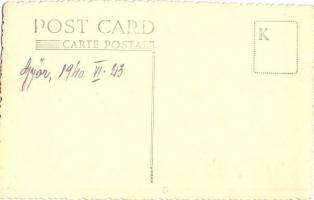 POST CARD
CARTE POSTALE
K
Győr, 1940. VI. 23